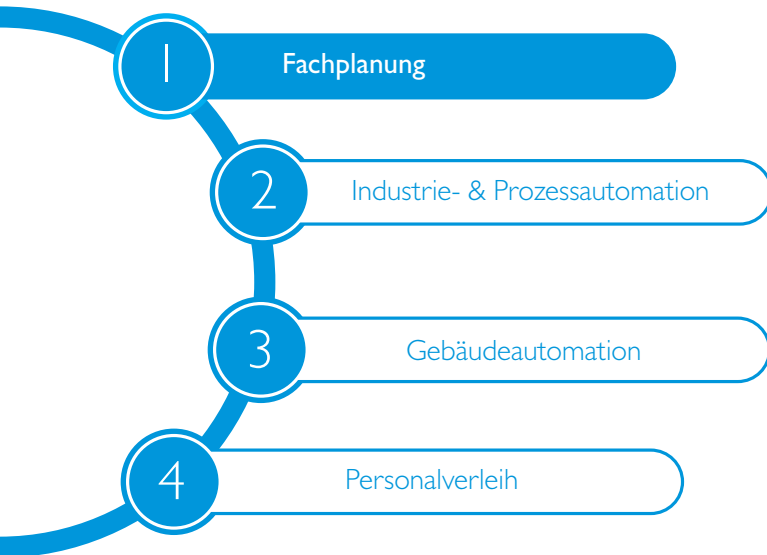 1 Fachplanung
2 Industrie- & Prozessautomation
3 Gebäudeautomation
4 Personalverleih